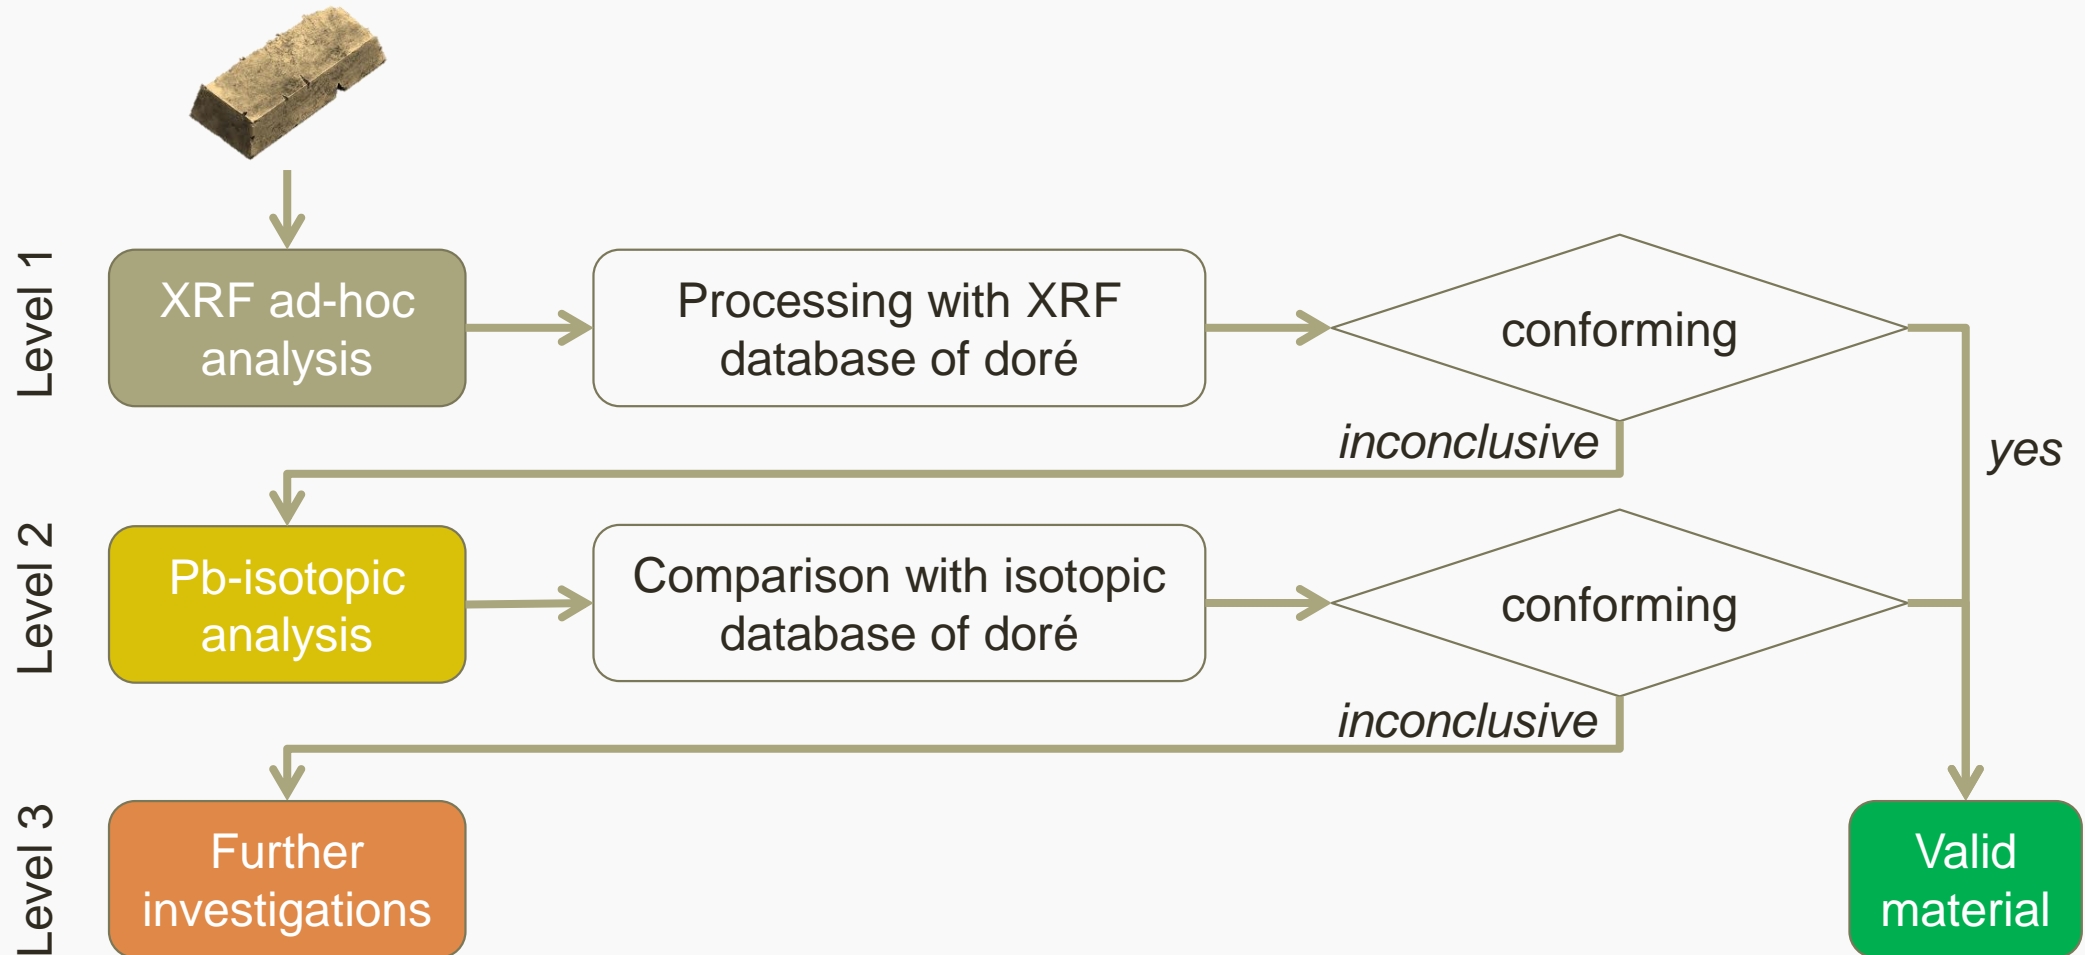 Level 1
XRF ad-hoc
analysis
Processing with XRF
database of doré
conforming
inconclusive
yes
Level 2
Pb-isotopic
analysis
Comparison with isotopic
database of doré
conforming
inconclusive
Level 3
Further
investigations
Valid
material